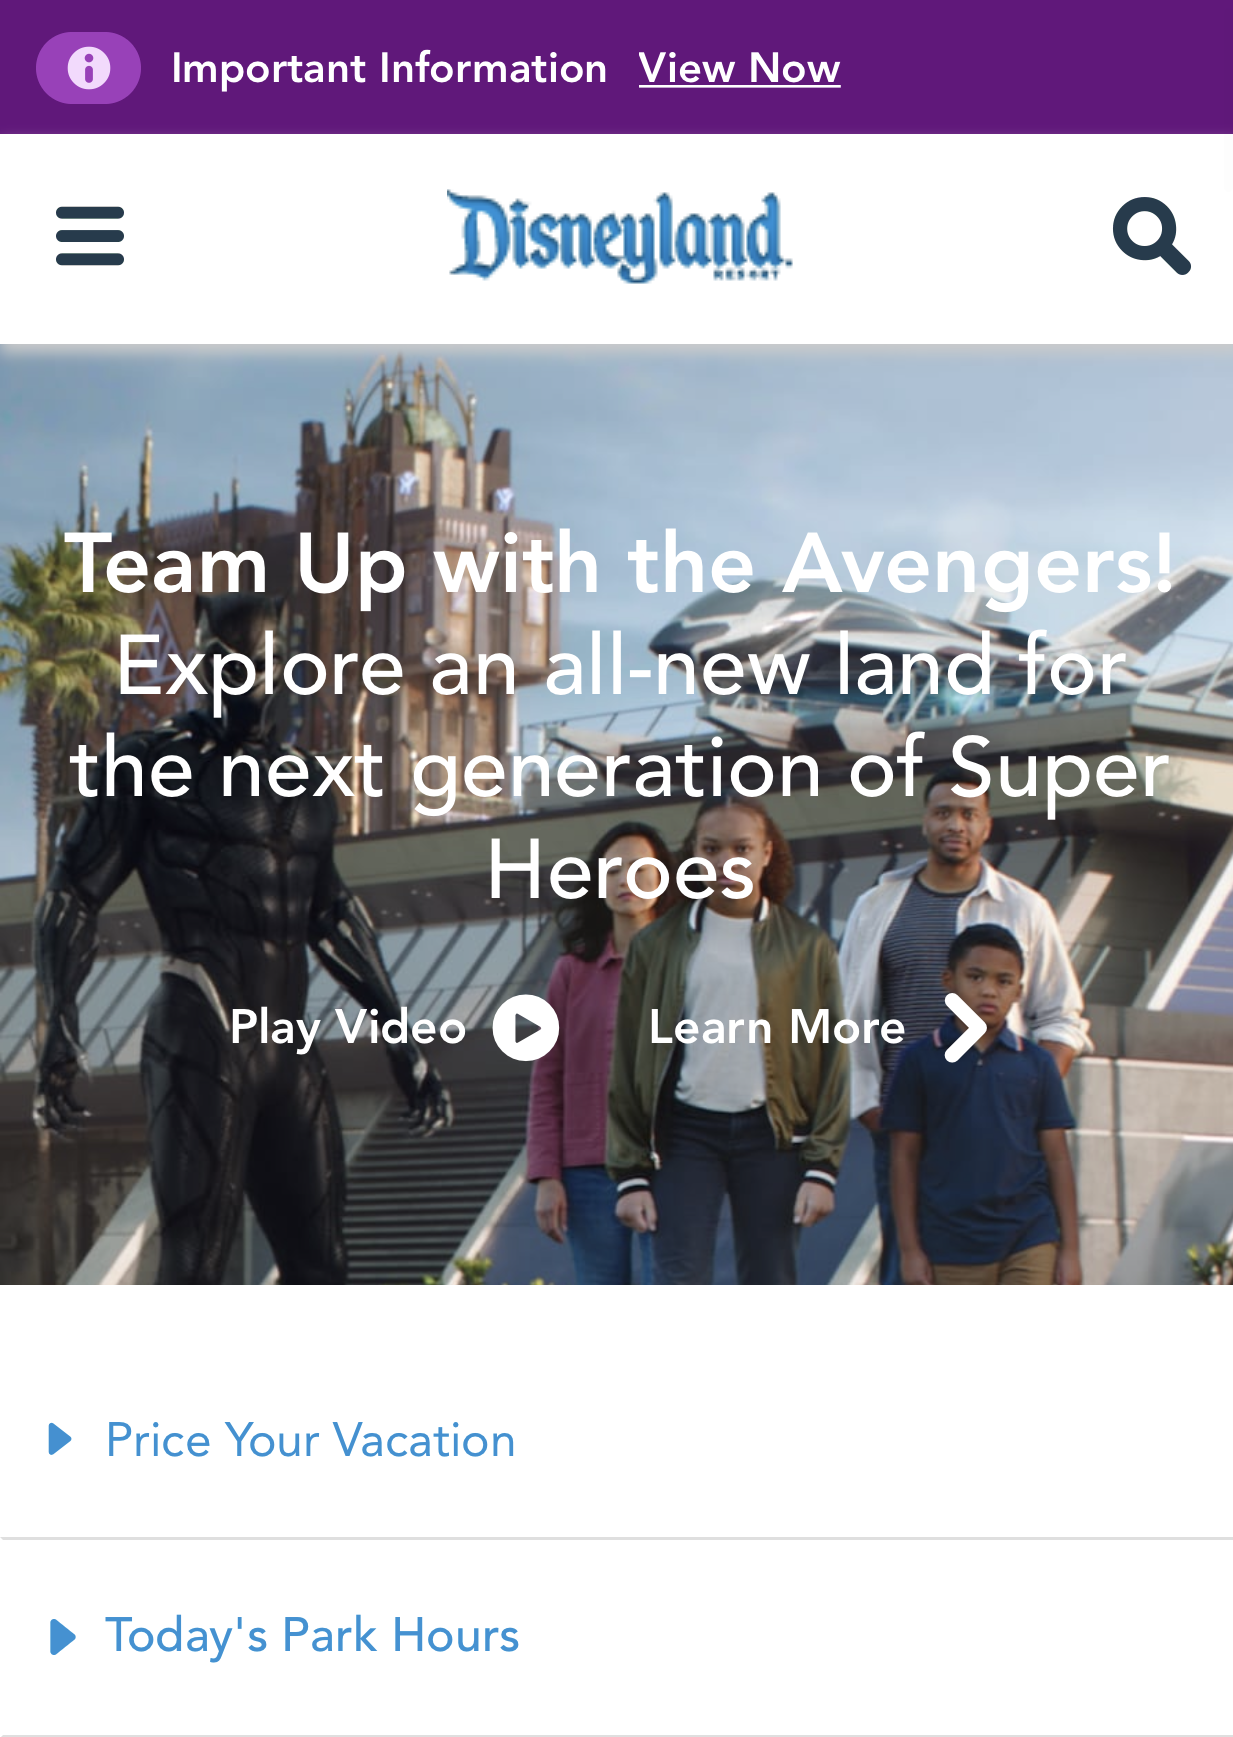 Important Information View Now
Disneyland
RESORT
Team Up with the Avengers!
Explore an all-new land for
the next generation of Super
Heroes
Play Video Learn More
Price Your Vacation
Today's Park Hours